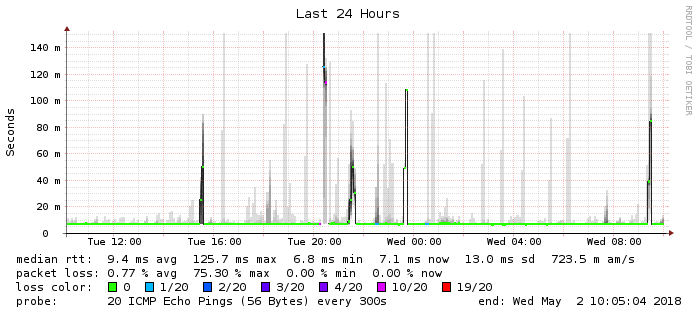 Last 24 Hours
RRDTOOL / TOBI OETIKER
Seconds
140 m
120 m
100 m
80 m
60 m
40 m
20 m
0
Tue 12:00 Tue 16:00 Tue 20:00 Wed 00:00 Wed 04:00 Wed 08:00
median rtt: 9.4 ms avg 125.7 ms max 6.8 ms min 7.1 ms now 13.0 ms sd 723.5 m am/s
packet loss: 0.77 % avg 75.30 % max 0.00 % min 0.00 % now
loss color: 0 1/20 2/20 3/20 4/20 10/20 19/20
probe: 20 ICMP Echo Pings (56 Bytes) every 300s end: Wed May 2 10:05:04 2018